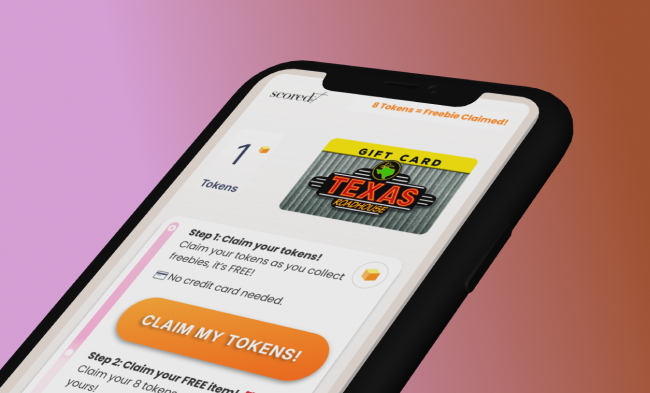 scored
8 Tokens = Freebie Claimed!
1
Tokens
GIFT CARD
TEXAS
ROADHOUSE
Step 1: Claim your tokens!
Claim your tokens as you collect
freebies, it's FREE!
No credit card needed.
CLAIM MY TOKENS!
Step 2: Claim your FREE item!
Claim your 8 tokens
yours!